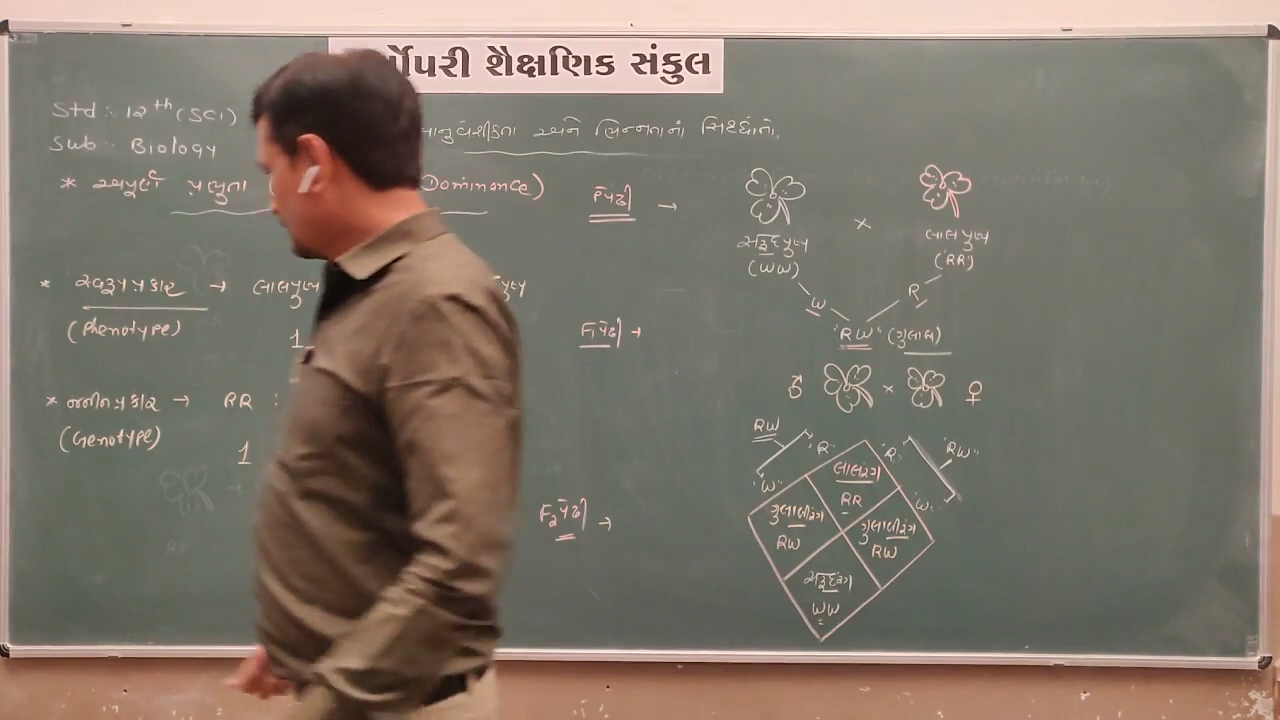 ર્વોપરી શૈક્ષણિક સંકુલ
Std : 12th (SCI)
Sub : Biology
આનુવંશીકતા અને ભિન્નતાનાં સિદ્ધાંતો.
* અપૂર્ણ પ્રભુતા ( Dominance)
P પેઢી →
સફેદપુષ્પ × લાલપુષ્પ
(WW) (RR)
W R
* સ્વરૂપપ્રકાર → લાલપુષ્પ પુષ્પ
(Phenotype) 1
F1 પેઢી →
"RW" (ગુલાબી)
♂ × ♀
* જનીનપ્રકાર → RR :
(Genotype) 1
RW "R" "R" "RW"
"W" "W"
લાલરંગ
RR
ગુલાબીરંગ
RW
ગુલાબીરંગ
RW
સફેદરંગ
WW
F2 પેઢી →